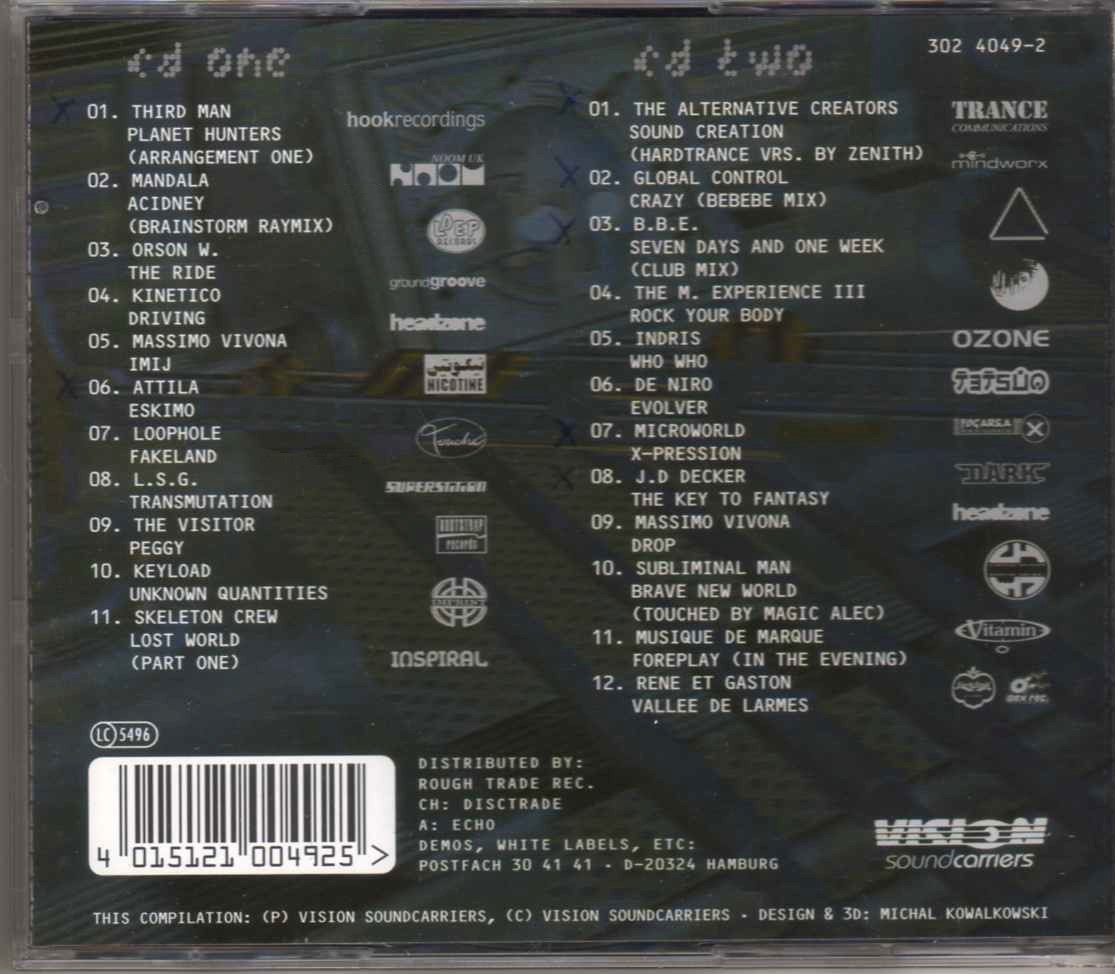 cd one
01. THIRD MAN
PLANET HUNTERS
(ARRANGEMENT ONE)
02. MANDALA
ACIDNEY
(BRAINSTORM RAYMIX)
03. ORSON W.
THE RIDE
04. KINETICO
DRIVING
05. MASSIMO VIVONA
IMIJ
06. ATTILA
ESKIMO
07. LOOPHOLE
FAKELAND
08. L.S.G.
TRANSMUTATION
09. THE VISITOR
PEGGY
10. KEYLOAD
UNKNOWN QUANTITIES
11. SKELETON CREW
LOST WORLD
(PART ONE)
hookrecordings
NOOM UK
NOOM
LOEP
RECORDS
groundgroove
headzone
NICOTINE
Touché
SUPERSTITION
BOOTSTRAP
records
IMPRINT
INSPIRAL
cd two
302 4049-2
01. THE ALTERNATIVE CREATORS
SOUND CREATION
(HARDTRANCE VRS. BY ZENITH)
02. GLOBAL CONTROL
CRAZY (BEBEBE MIX)
03. B.B.E.
SEVEN DAYS AND ONE WEEK
(CLUB MIX)
04. THE M. EXPERIENCE III
ROCK YOUR BODY
05. INDRIS
WHO WHO
06. DE NIRO
EVOLVER
07. MICROWORLD
X-PRESSION
08. J.D DECKER
THE KEY TO FANTASY
09. MASSIMO VIVONA
DROP
10. SUBLIMINAL MAN
BRAVE NEW WORLD
(TOUCHED BY MAGIC ALEC)
11. MUSIQUE DE MARQUE
FOREPLAY (IN THE EVENING)
12. RENE ET GASTON
VALLEE DE LARMES
TRANCE
COMMUNICATIONS
mindworx
OZONE
TETSUO
X
DARK
headzone
Vitamin
LC 5496
4 015121 004925 >
DISTRIBUTED BY:
ROUGH TRADE REC.
CH: DISCTRADE
A: ECHO
DEMOS, WHITE LABELS, ETC:
POSTFACH 30 41 41 - D-20324 HAMBURG
VISION
soundcarriers
THIS COMPILATION: (P) VISION SOUNDCARRIERS, (C) VISION SOUNDCARRIERS - DESIGN & 3D: MICHAL KOWALKOWSKI